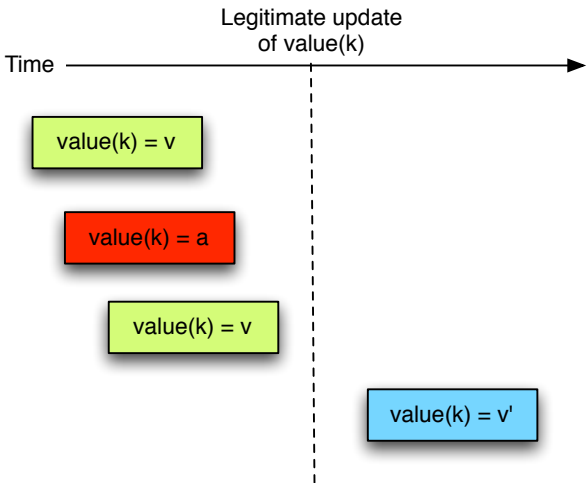 Legitimate update
of value(k)
Time
value(k) = v
value(k) = a
value(k) = v
value(k) = v'